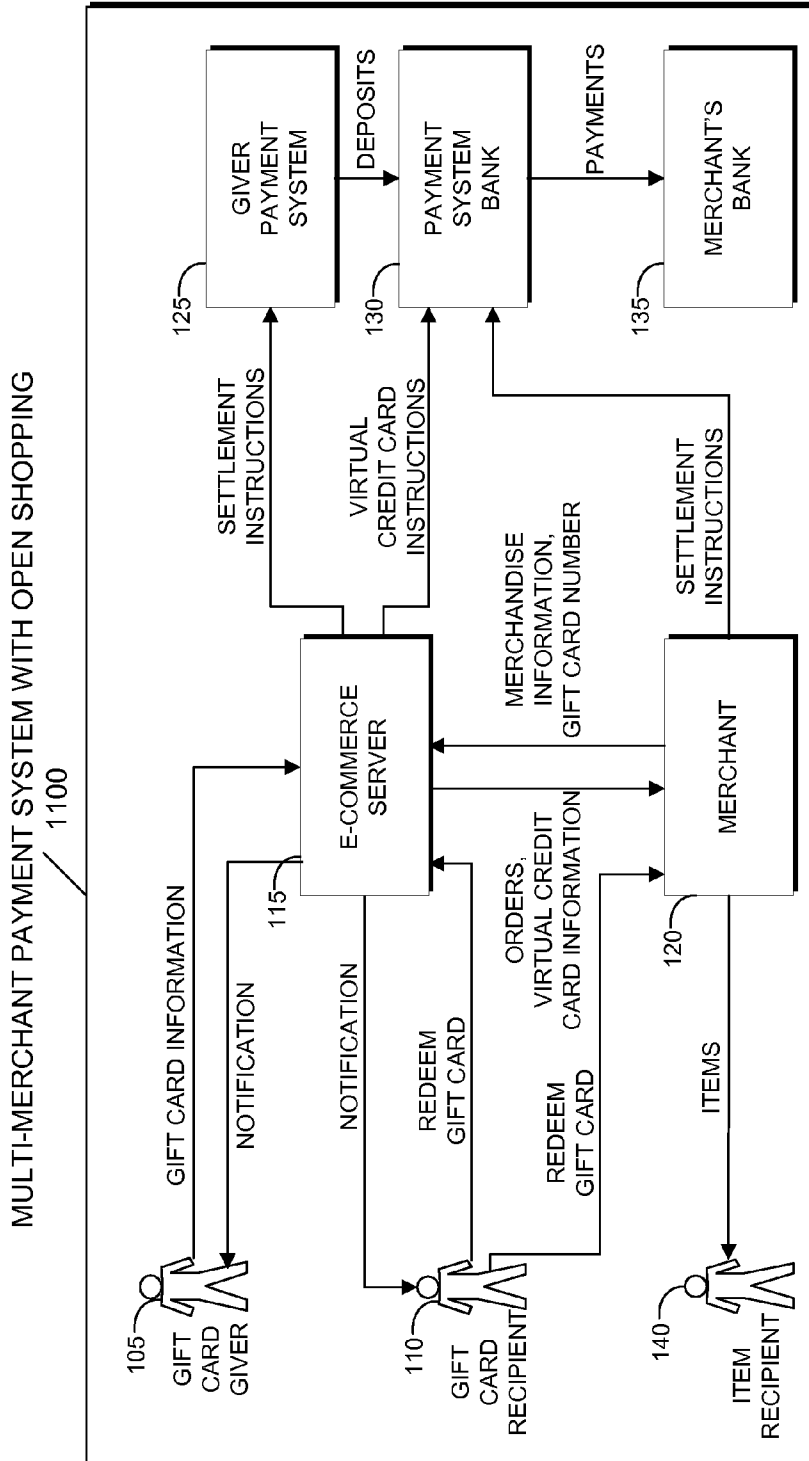 MULTI-MERCHANT PAYMENT SYSTEM WITH OPEN SHOPPING
1100
105
GIFT
CARD
GIVER
GIFT CARD INFORMATION
NOTIFICATION
115
E-COMMERCE
SERVER
SETTLEMENT
INSTRUCTIONS
125
GIVER
PAYMENT
SYSTEM
DEPOSITS
110
GIFT
CARD
RECIPIENT
NOTIFICATION
REDEEM
GIFT CARD
VIRTUAL
CREDIT CARD
INSTRUCTIONS
130
PAYMENT
SYSTEM
BANK
PAYMENTS
REDEEM
GIFT CARD
ORDERS,
VIRTUAL CREDIT
CARD INFORMATION
MERCHANDISE
INFORMATION,
GIFT CARD NUMBER
140
ITEM
RECIPIENT
ITEMS
120
MERCHANT
SETTLEMENT
INSTRUCTIONS
135
MERCHANT'S
BANK